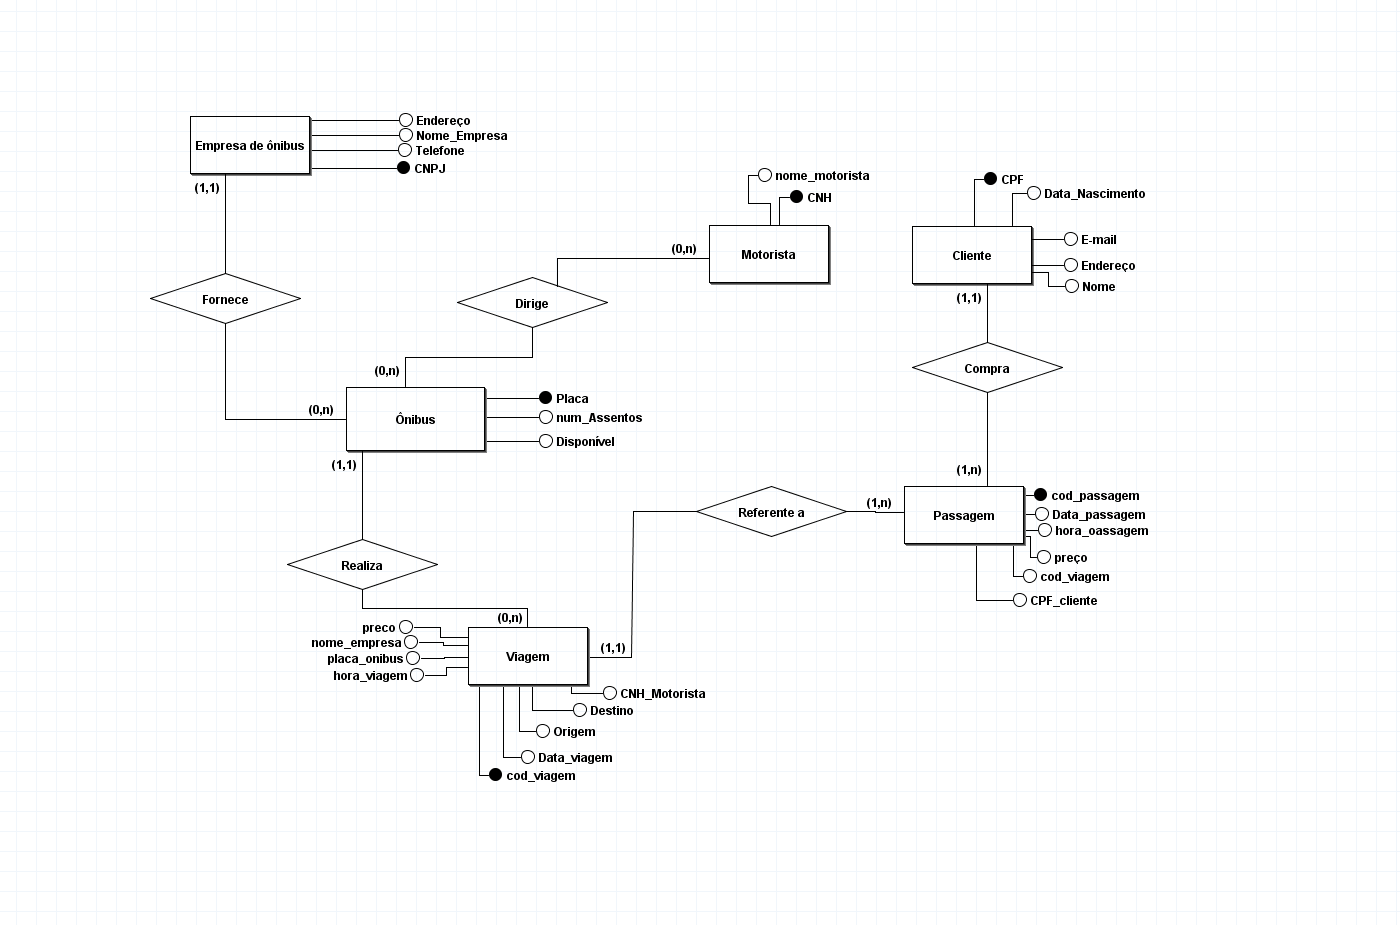 Endereço
Nome_Empresa
Empresa de ónibus
Telefone
CNPJ
(1,1)
nome_motorista
CNH
CPF
Data_Nascimento
(0,n)
Motorista
Cliente
E-mail
Endereço
Nome
(1,1)
Fornece
Dirige
Compra
(0,n)
(0,n)
Ônibus
Placa
num_Assentos
Disponível
(1,1)
(1,n)
Referente a
(1,n)
Passagem
cod_passagem
Data_passagem
hora_oassagem
preço
cod_viagem
CPF_cliente
Realiza
(0,n)
preco
nome_empresa
placa_onibus
hora_viagem
Viagem
(1,1)
CNH_Motorista
Destino
Origem
Data_viagem
cod_viagem